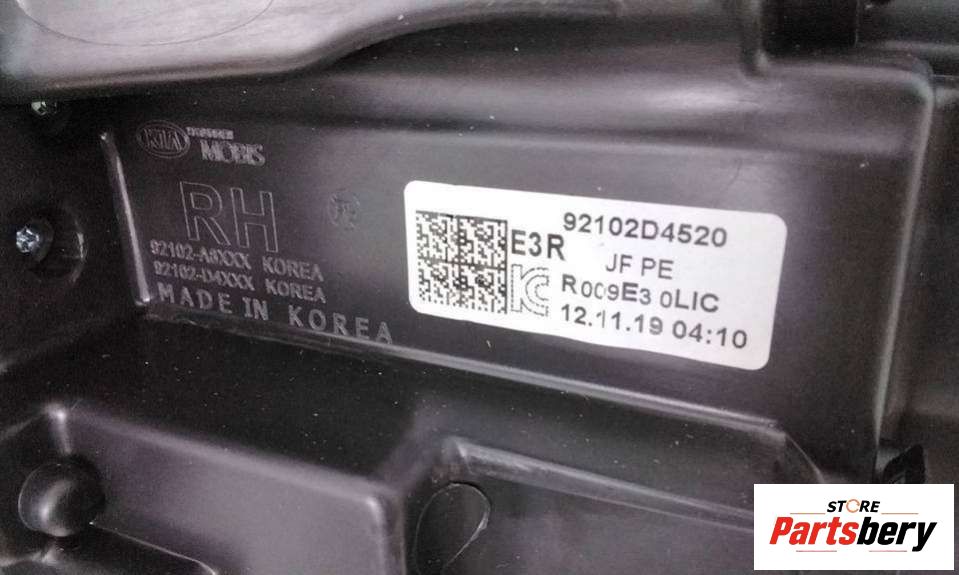 KIA
MOBIS
RH
92102-A8XXX KOREA
92102-D4XXX KOREA
MADE IN KOREA
92102D4520
E3R
JF PE
R009E3 0LIC
12.11.19 04:10
STORE
Partsbery